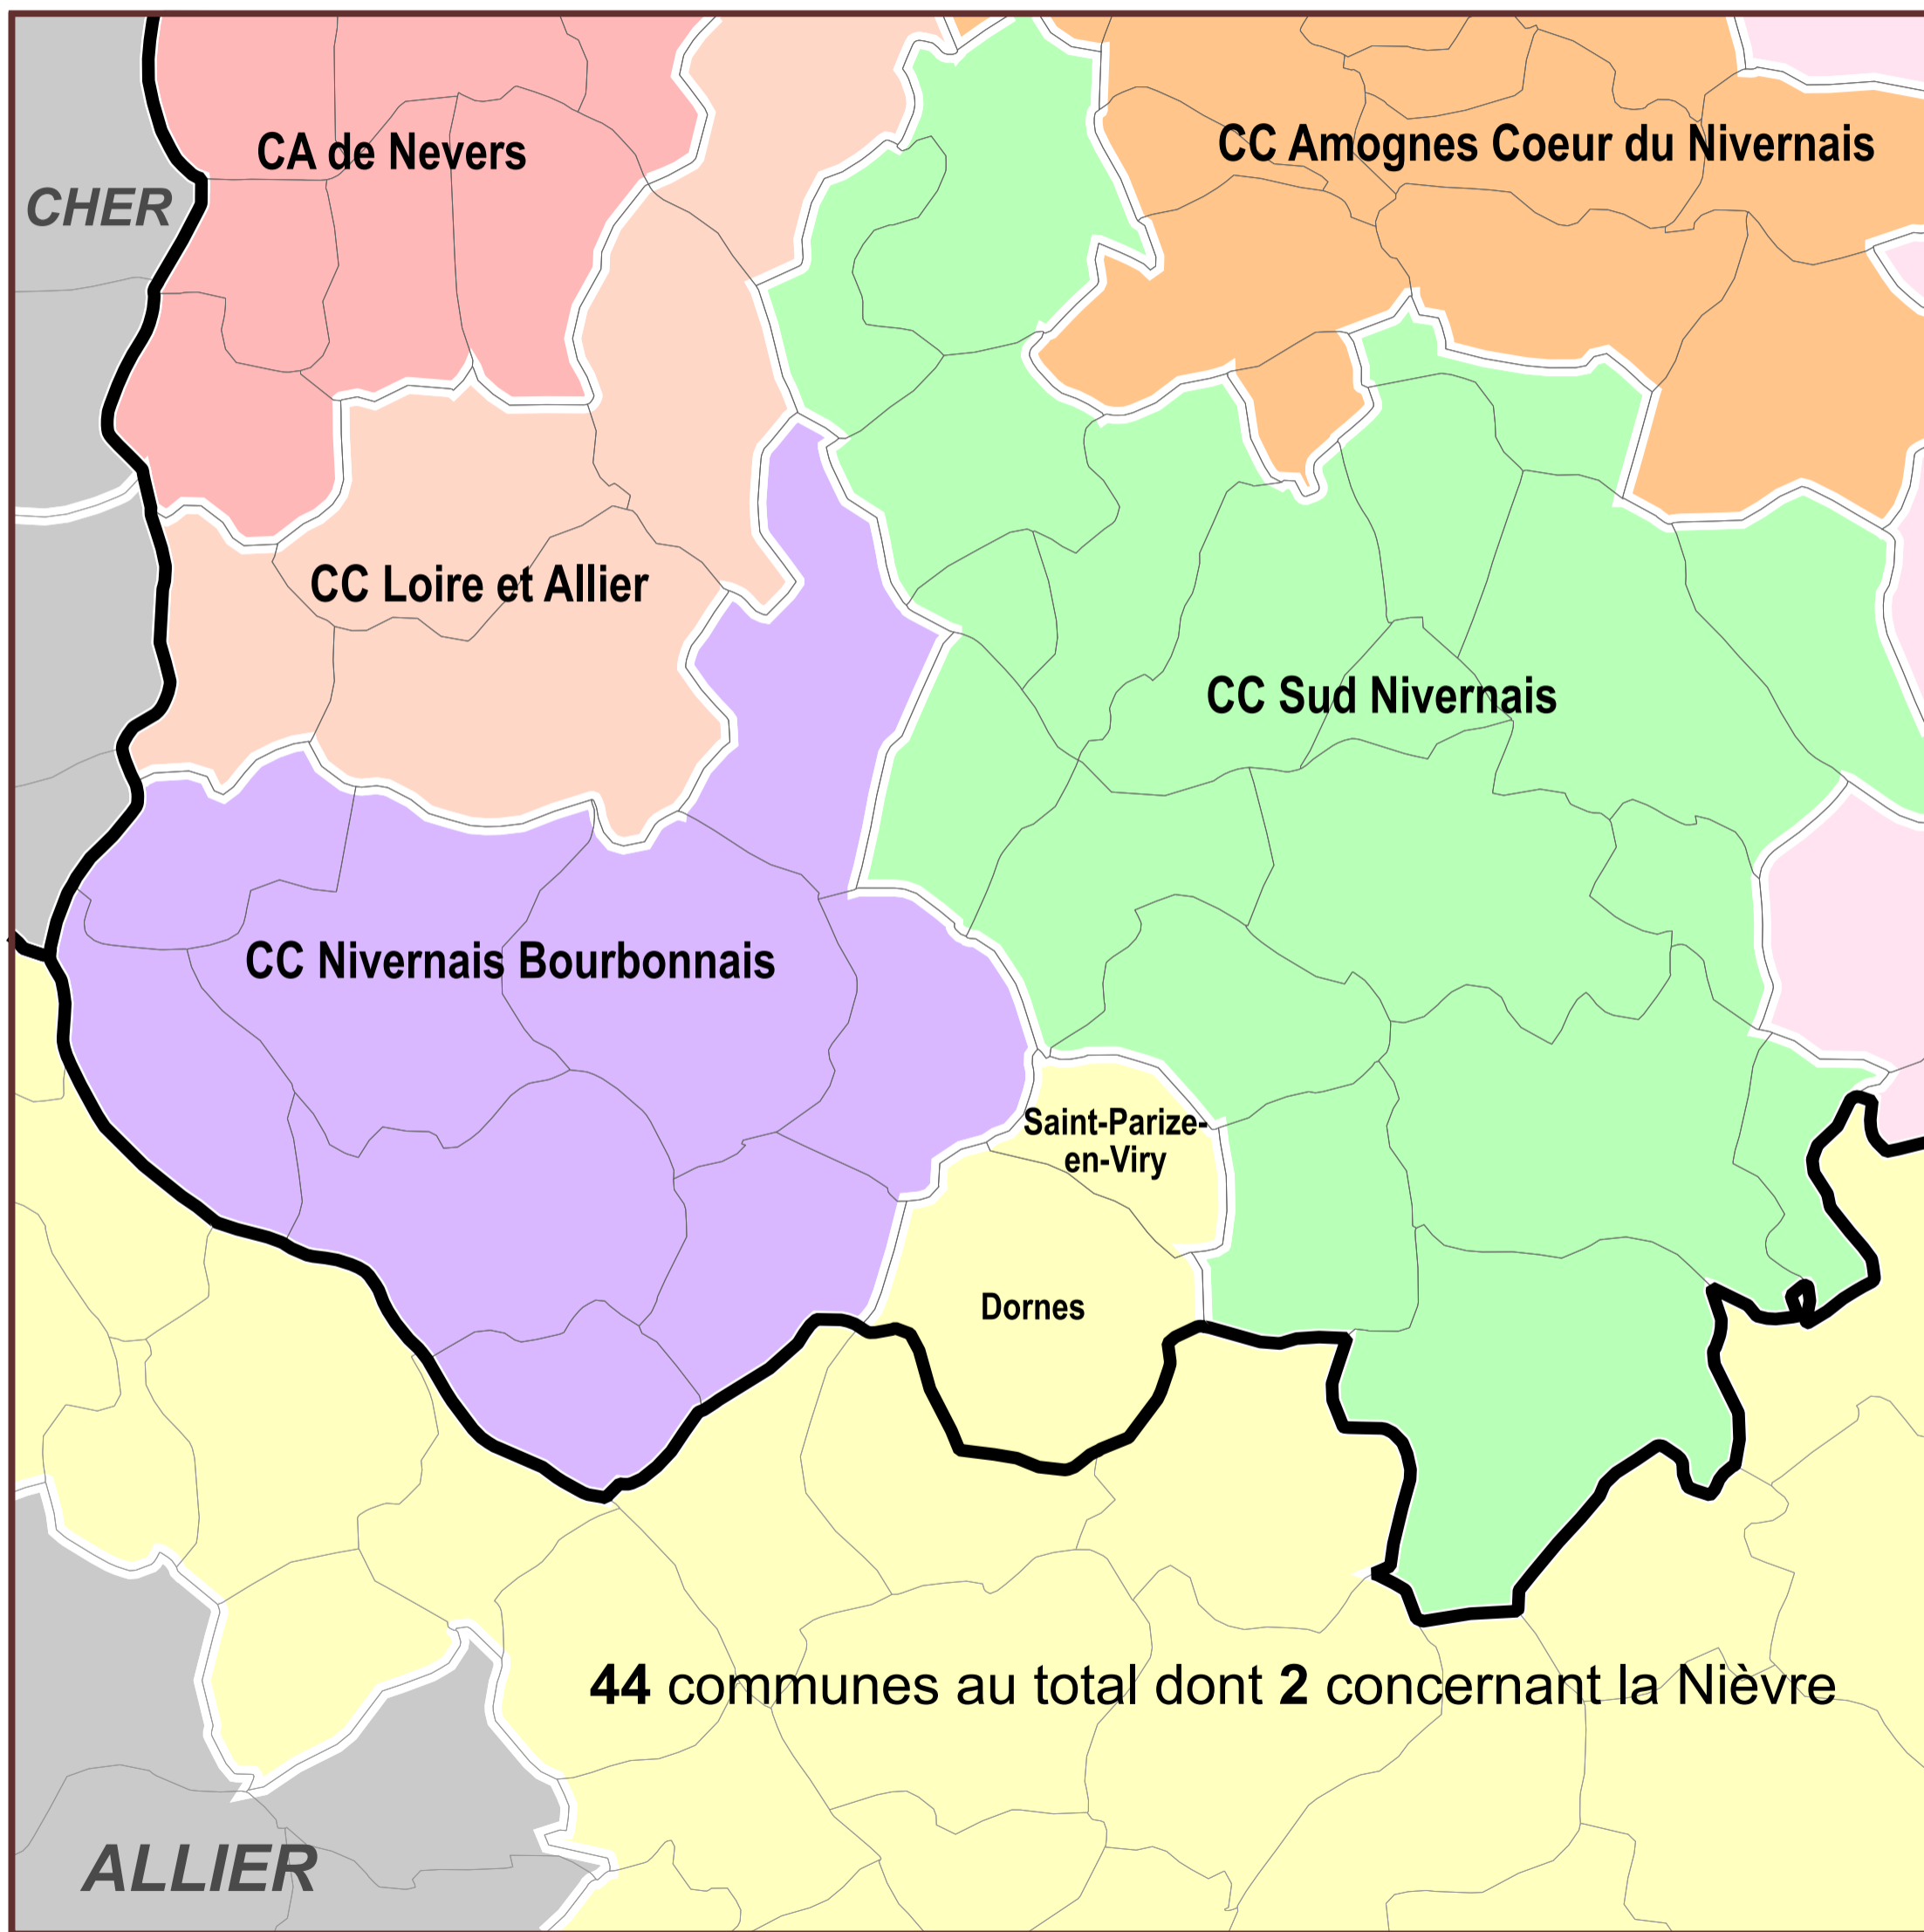 CA de Nevers
CC Amognes Coeur du Nivernais
CHER
CC Loire et Allier
CC Sud Nivernais
CC Nivernais Bourbonnais
Saint-Parize-
en-Viry
Dornes
44 communes au total dont 2 concernant la Nièvre
ALLIER